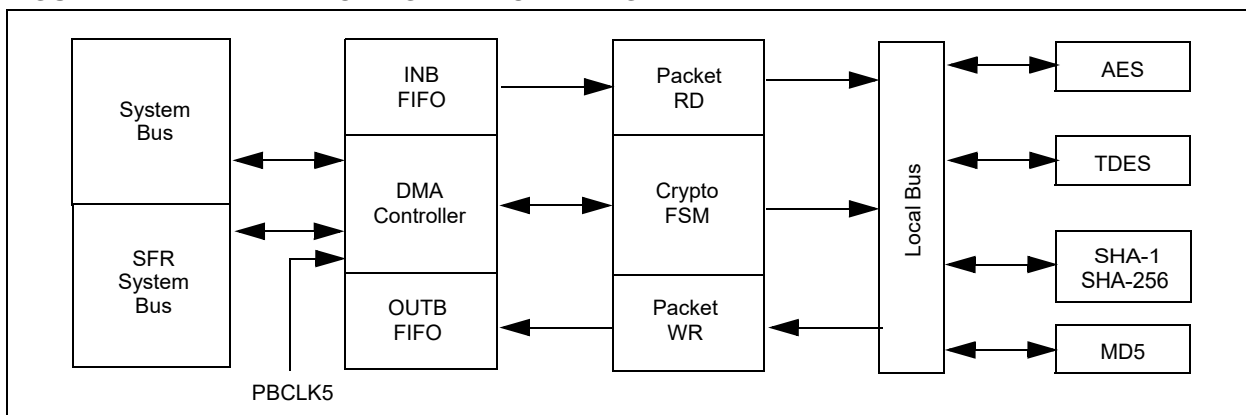 System
Bus
SFR
System
Bus
PBCLK5
INB
FIFO
DMA
Controller
OUTB
FIFO
Packet
RD
Crypto
FSM
Packet
WR
Local Bus
AES
TDES
SHA-1
SHA-256
MD5